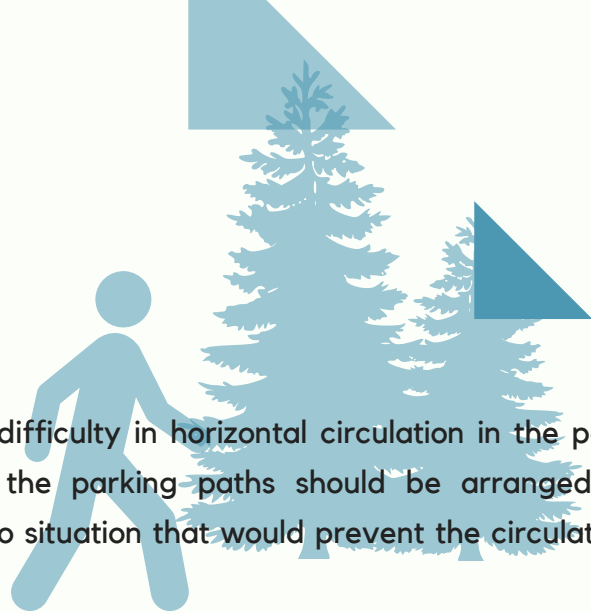 difficulty in horizontal circulation in the p
the parking paths should be arranged
o situation that would prevent the circulat